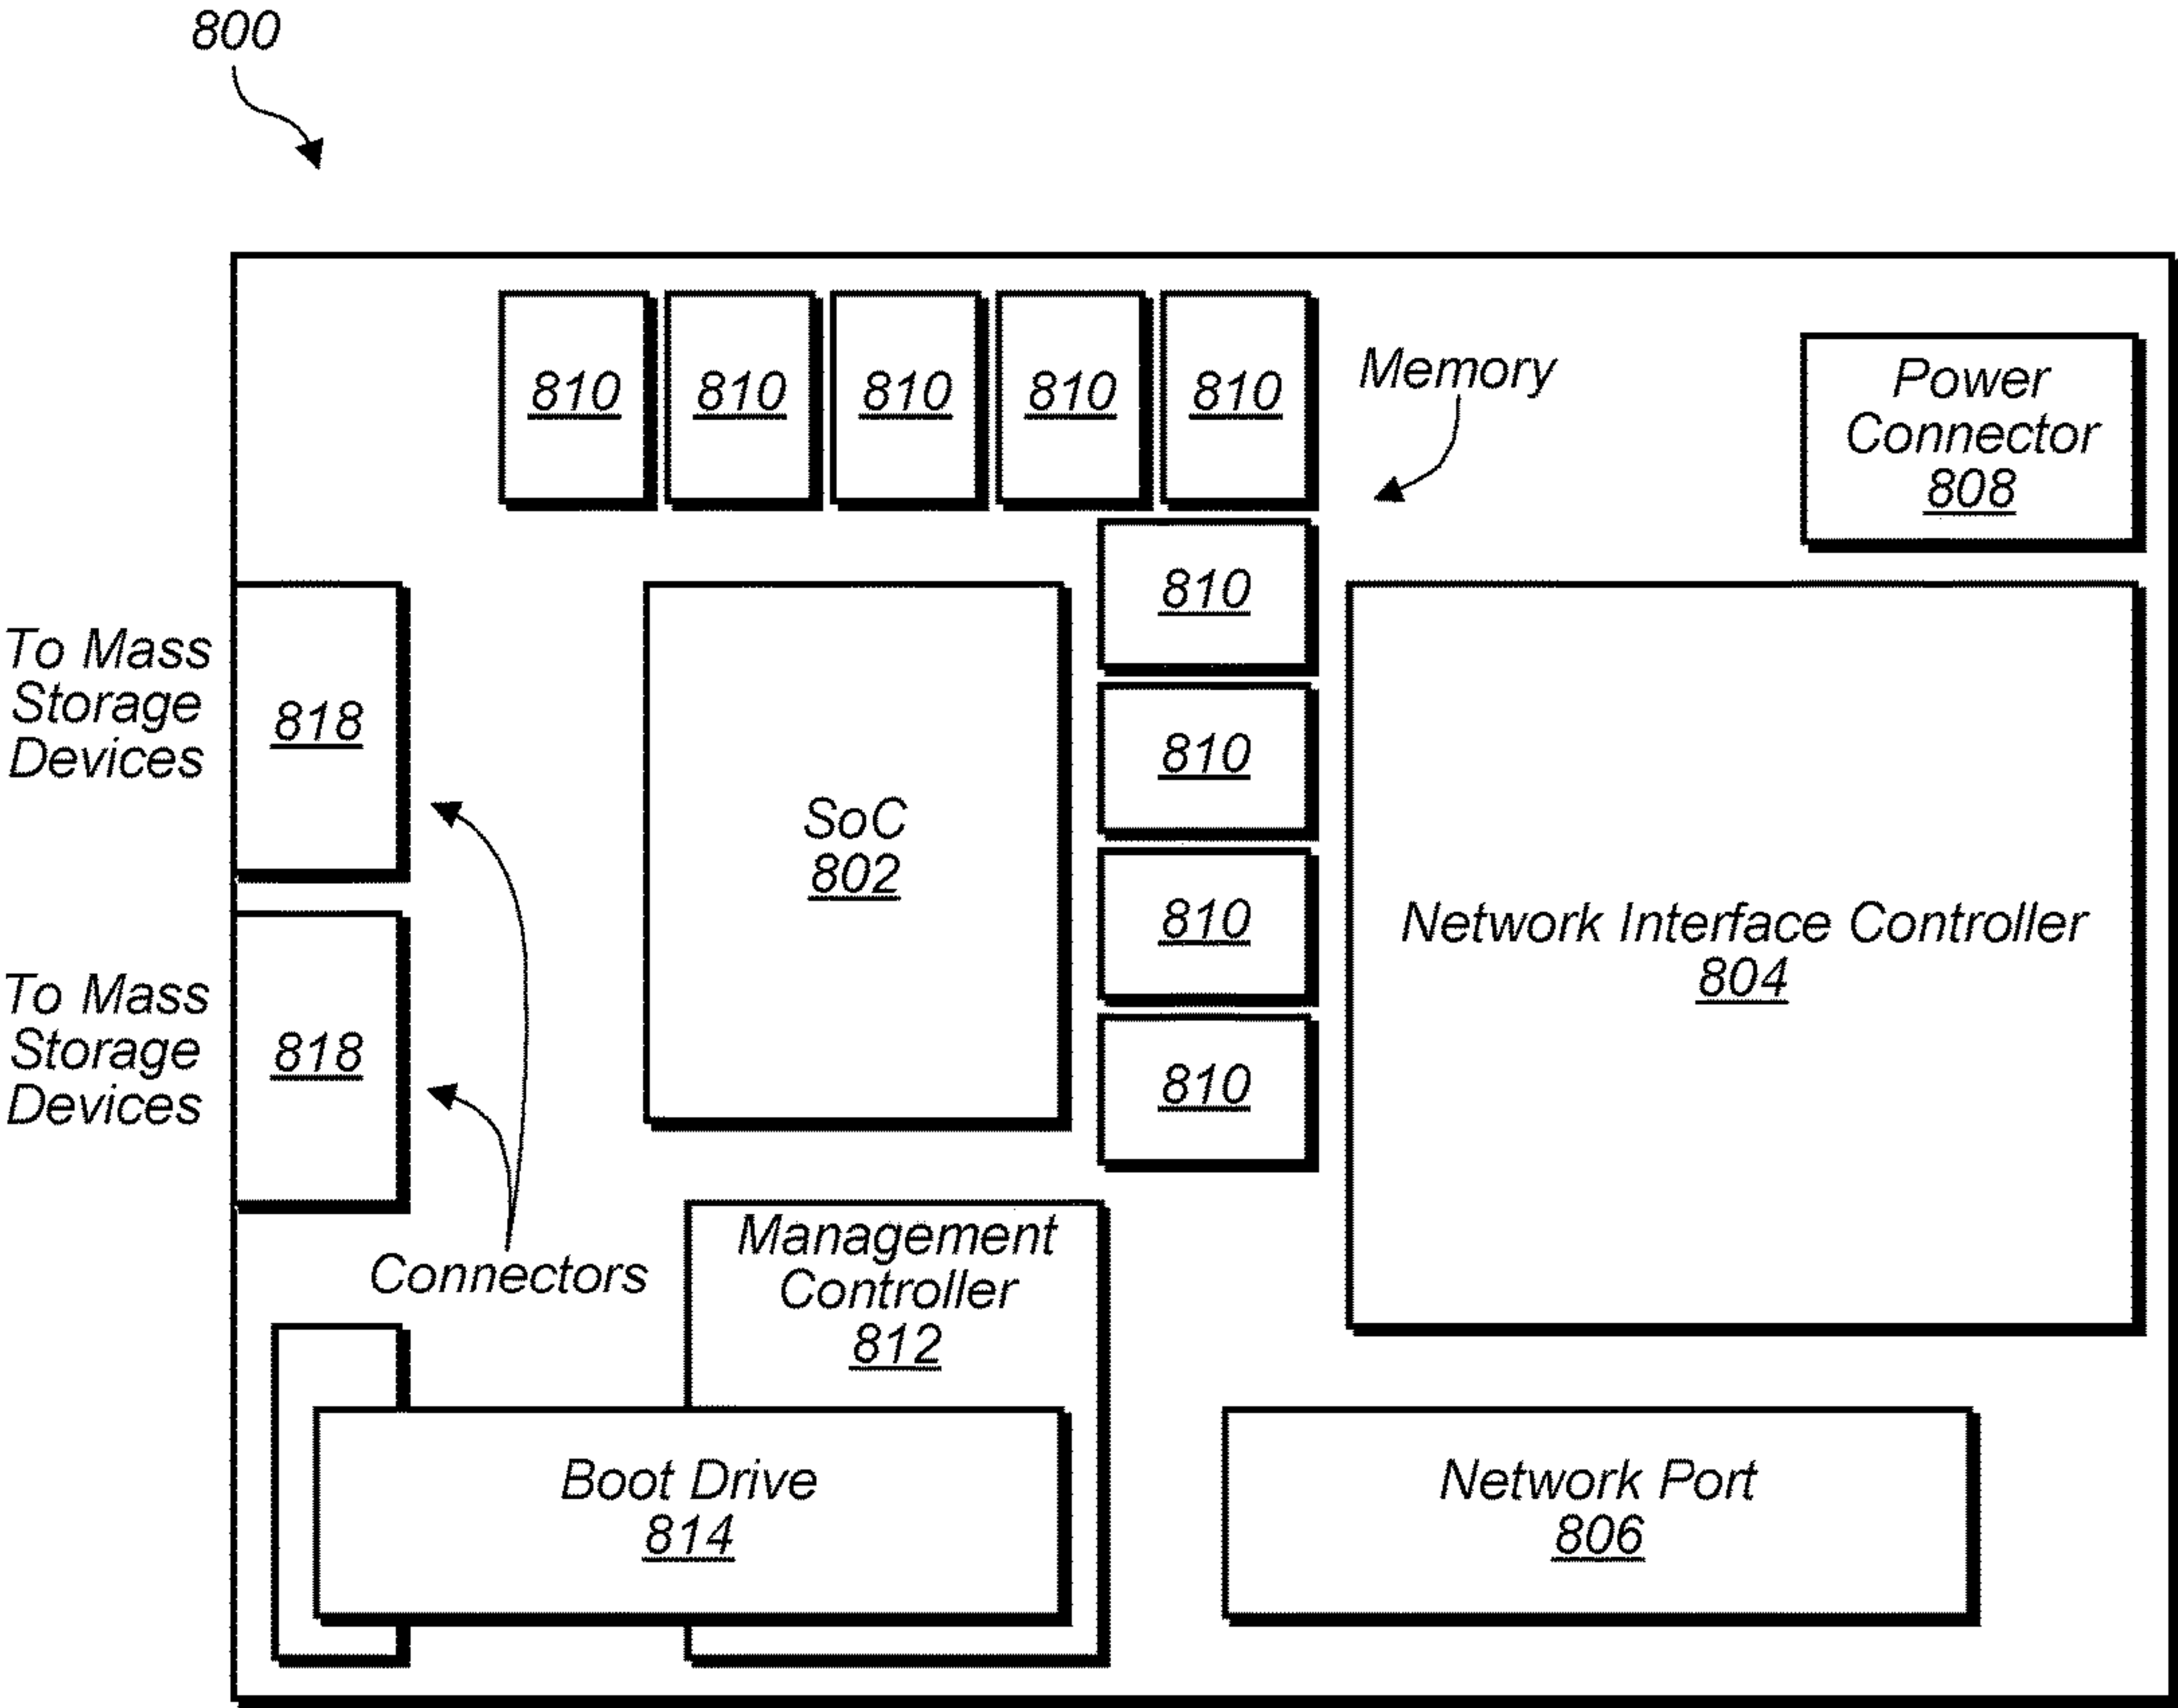 800
810
810
810
810
810
Memory
Power
Connector
808
810
810
810
810
To Mass
Storage
Devices
818
SoC
802
Network Interface Controller
804
To Mass
Storage
Devices
818
Connectors
Management
Controller
812
Boot Drive
814
Network Port
806